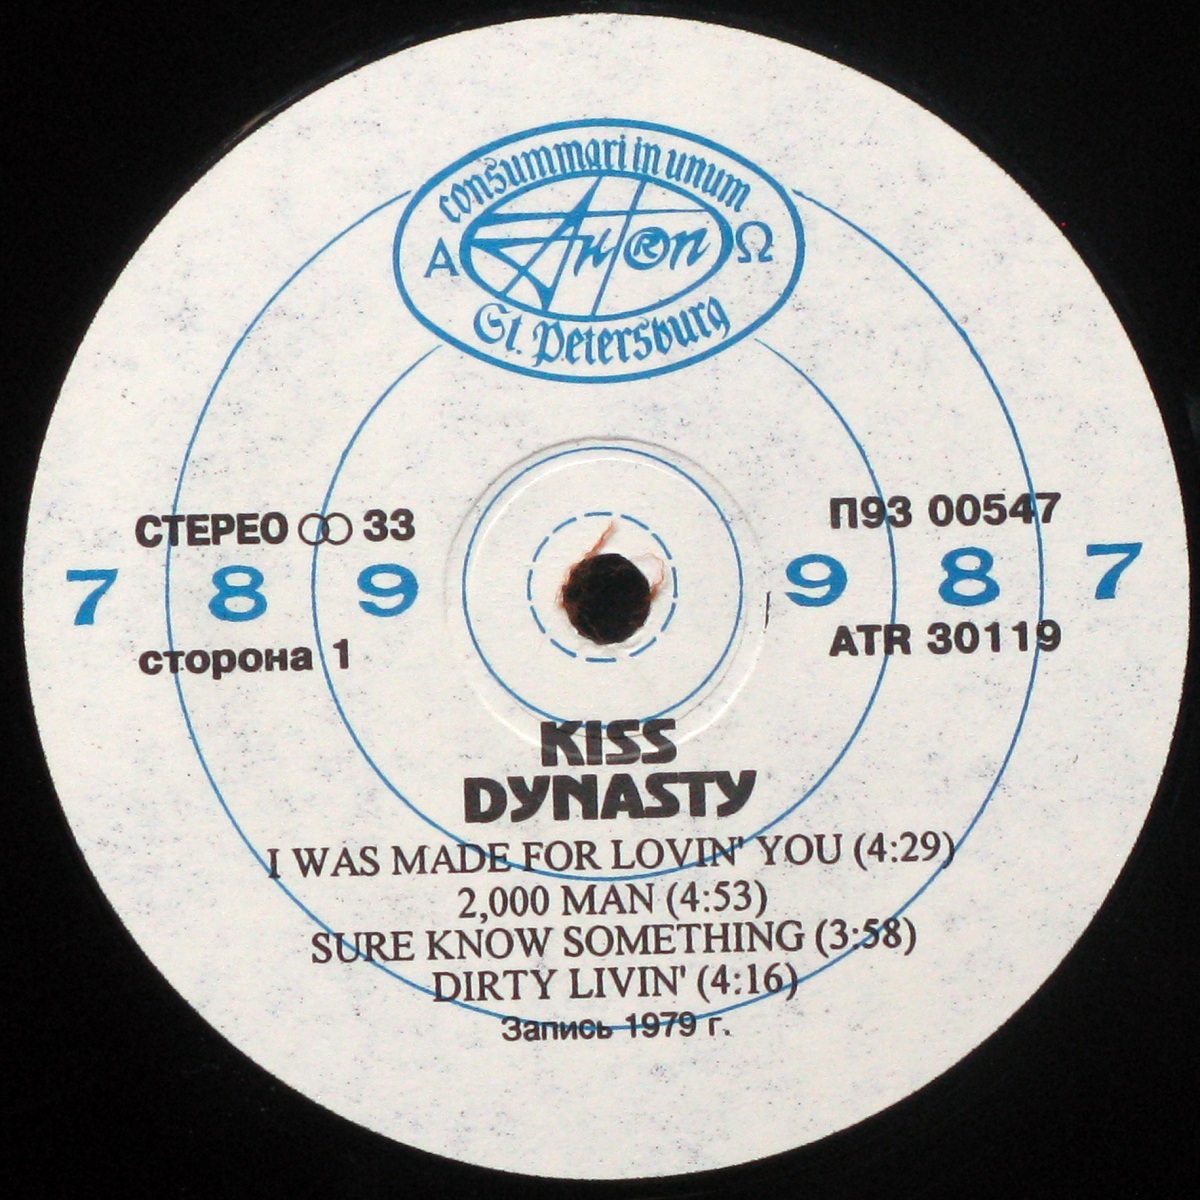 consummari in unum
Α AnTon Ω
St. Petersburg
СТЕРЕО 33
П93 00547
7 8 9
9 8 7
сторона 1
ATR 30119
KISS
DYNASTY
I WAS MADE FOR LOVIN' YOU (4:29)
2,000 MAN (4:53)
SURE KNOW SOMETHING (3:58)
DIRTY LIVIN' (4:16)
Запись 1979 г.